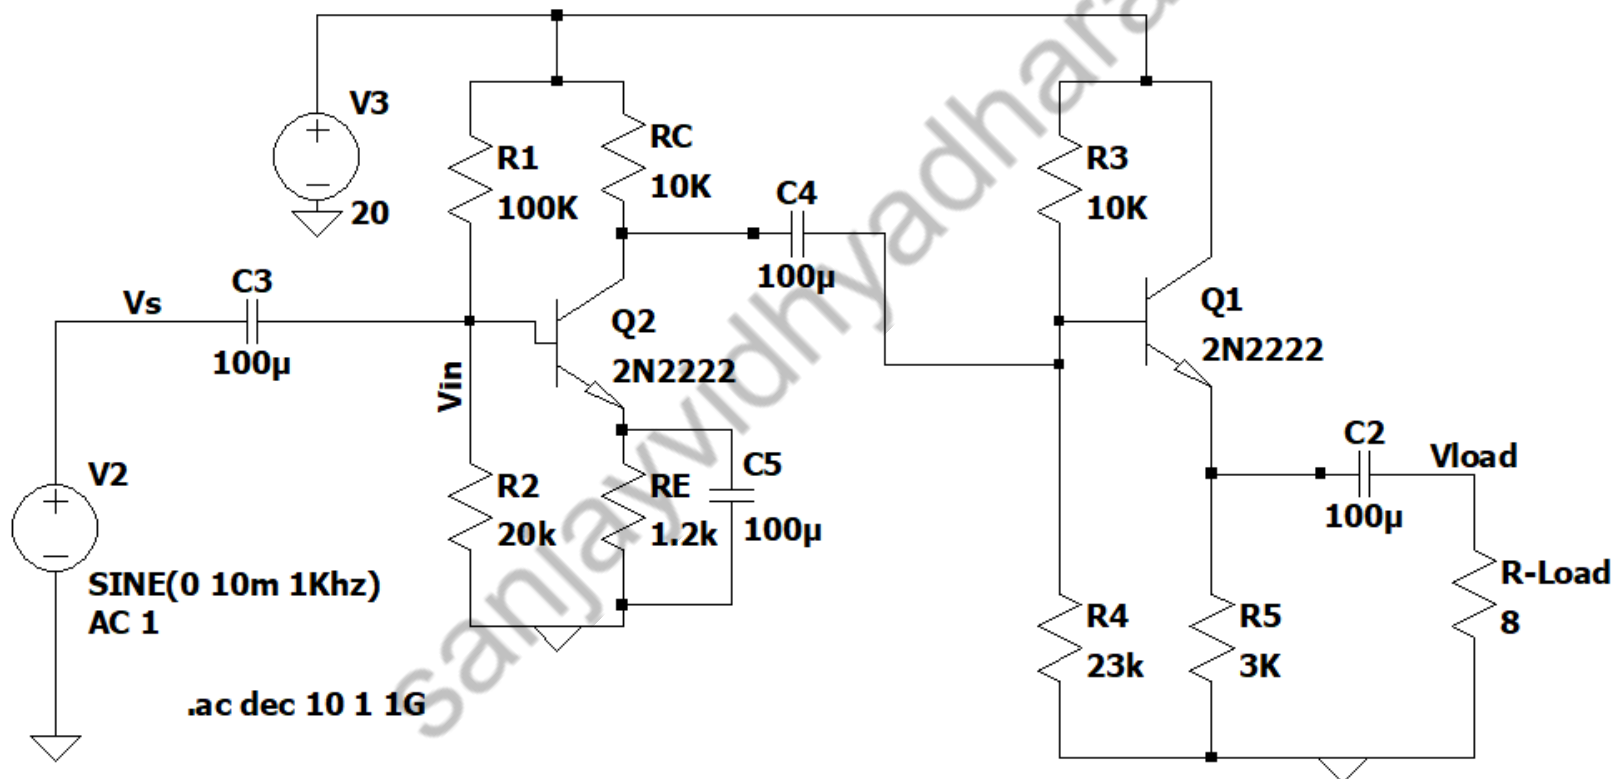 V3
20
R1
100K
RC
10K
C4
100µ
R3
10K
Q1
2N2222
Vs
C3
100µ
Vin
Q2
2N2222
V2
SINE(0 10m 1Khz)
AC 1
R2
20k
RE
1.2k
C5
100µ
C2
100µ
Vload
R-Load
8
R4
23k
R5
3K
.ac dec 10 1 1G
sanjayvidhyadhara